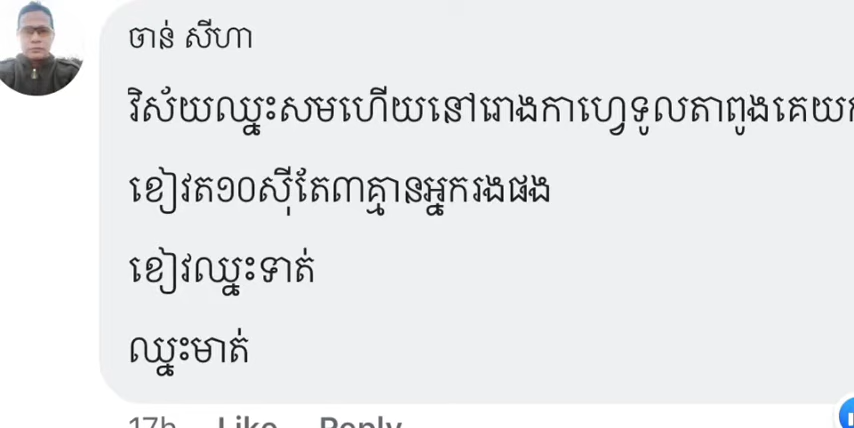 ចាន់ សីហា
វិស័យឈ្នះសមហើយនៅរោងកាហ្វេទូលតាពូងគេយក
ខៀវត១០ស៊ីតែ៣គ្មានអ្នករងផង
ខៀវឈ្នះទាត់
ឈ្នះមាត់
17h Like Reply